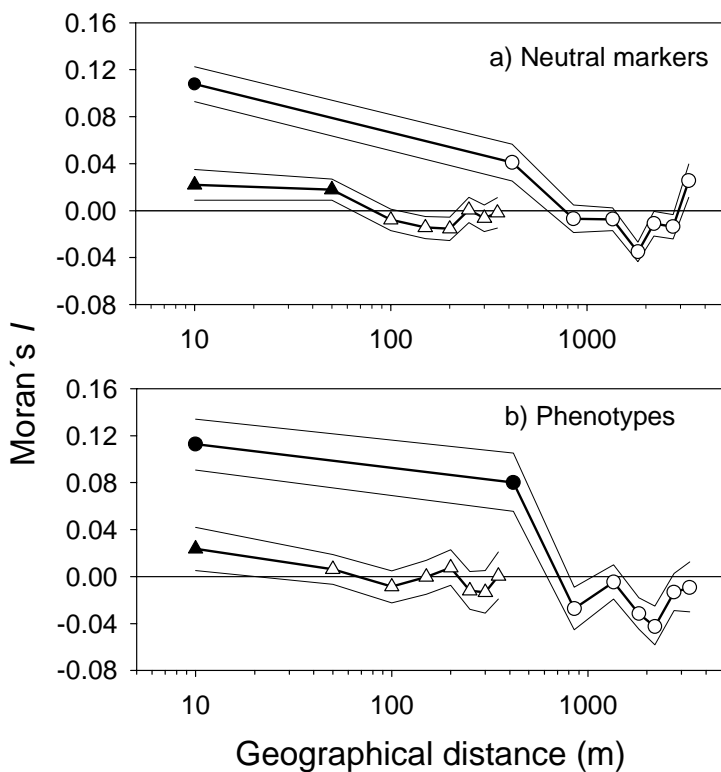 0.16
a) Neutral markers
0.12
0.08
0.04
0.00
-0.04
-0.08
10 100 1000
Moran´s I
0.16
b) Phenotypes
0.12
0.08
0.04
0.00
-0.04
-0.08
10 100 1000
Geographical distance (m)